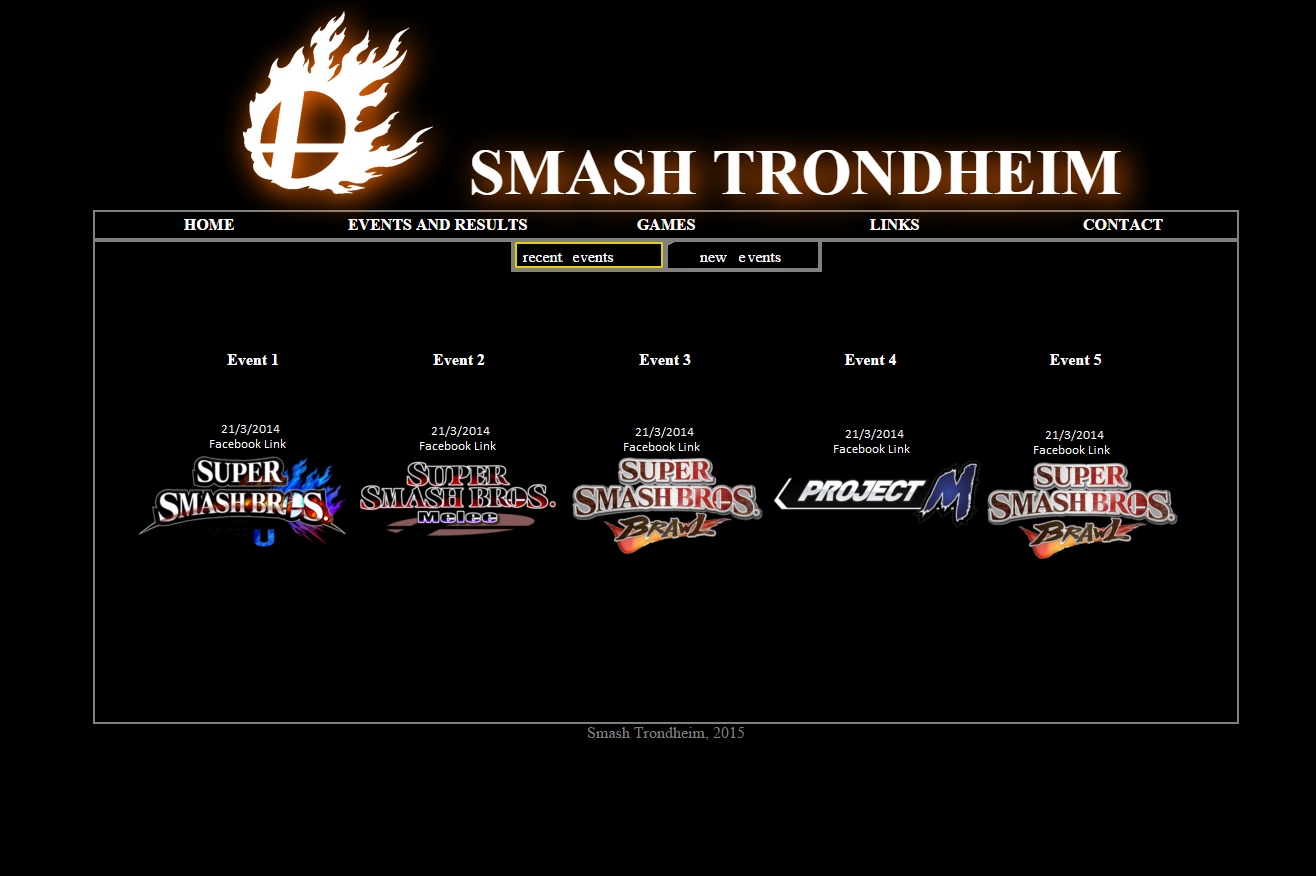 SMASH TRONDHEIM
HOME EVENTS AND RESULTS GAMES LINKS CONTACT
recent events new events
Event 1 Event 2 Event 3 Event 4 Event 5
21/3/2014 21/3/2014 21/3/2014 21/3/2014 21/3/2014
Facebook Link Facebook Link Facebook Link Facebook Link Facebook Link
SUPER SMASH BROS. U
SUPER SMASH BROS. Melee
SUPER SMASH BROS. BRAWL
PROJECT M
SUPER SMASH BROS. BRAWL
Smash Trondheim, 2015